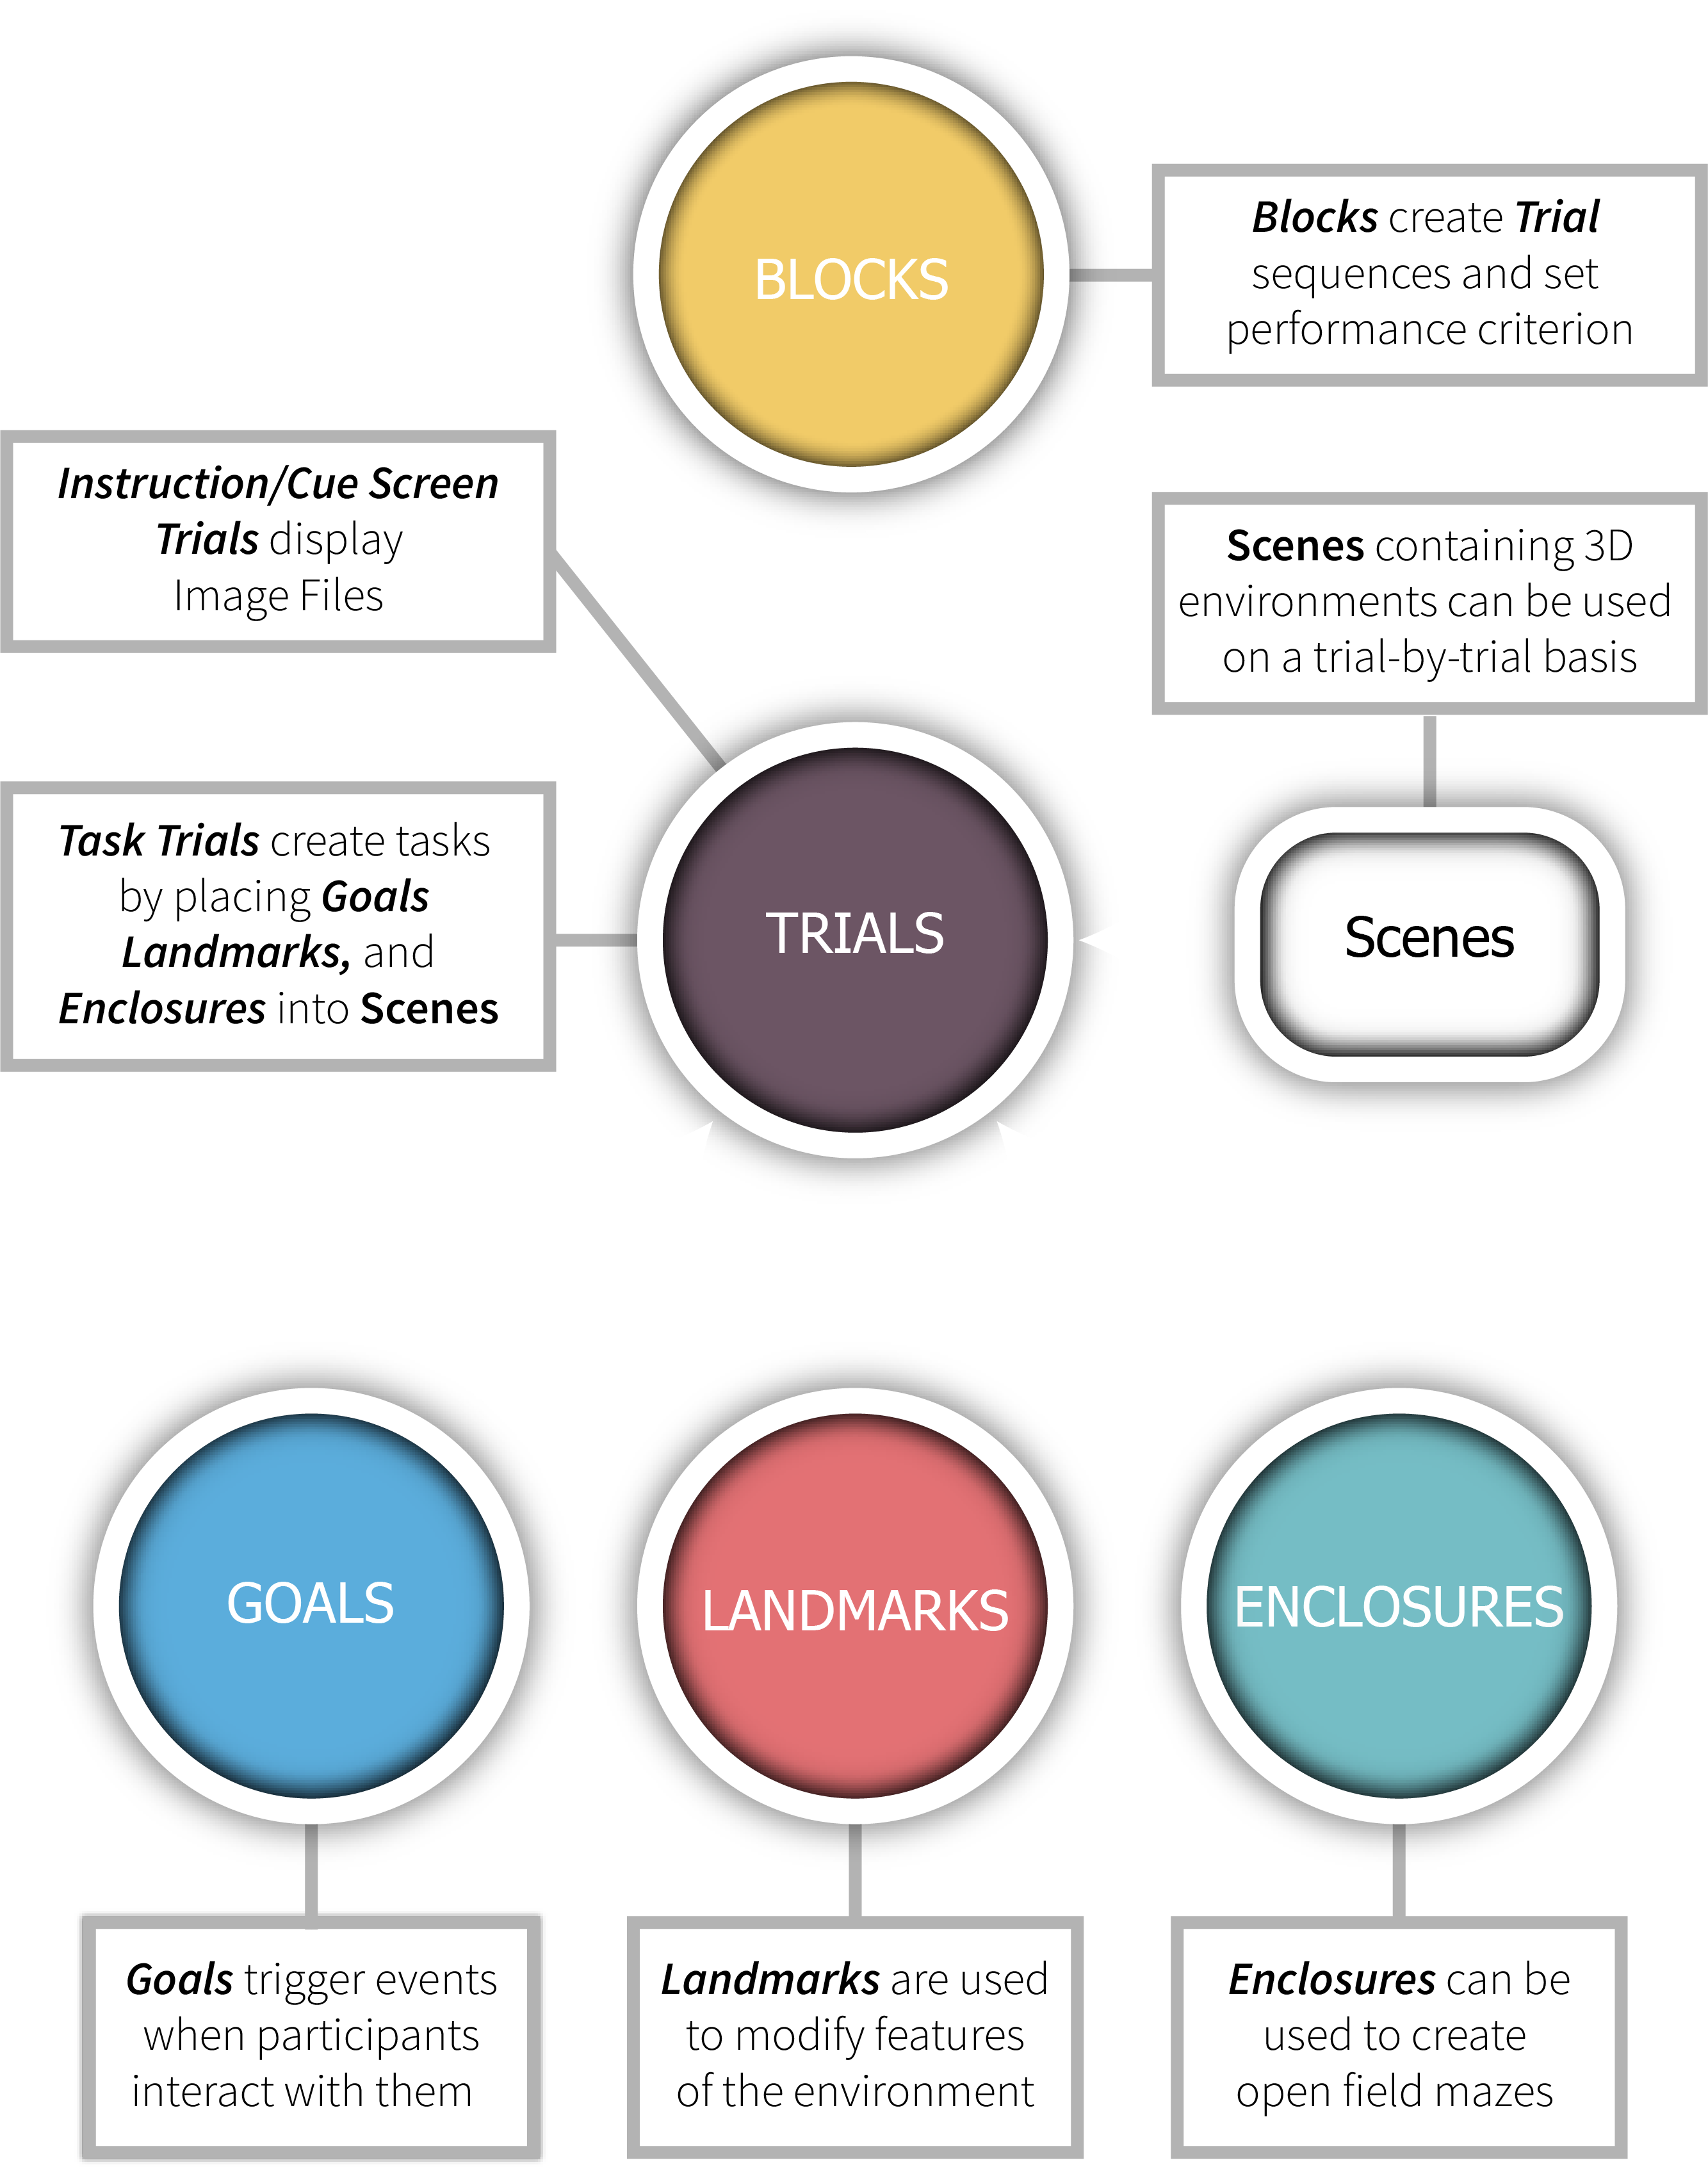 BLOCKS
Blocks create Trial
sequences and set
performance criterion
Instruction/Cue Screen
Trials display
Image Files
Scenes containing 3D
environments can be used
on a trial-by-trial basis
Task Trials create tasks
by placing Goals
Landmarks, and
Enclosures into Scenes
TRIALS
Scenes
GOALS
LANDMARKS
ENCLOSURES
Goals trigger events
when participants
interact with them
Landmarks are used
to modify features
of the environment
Enclosures can be
used to create
open field mazes